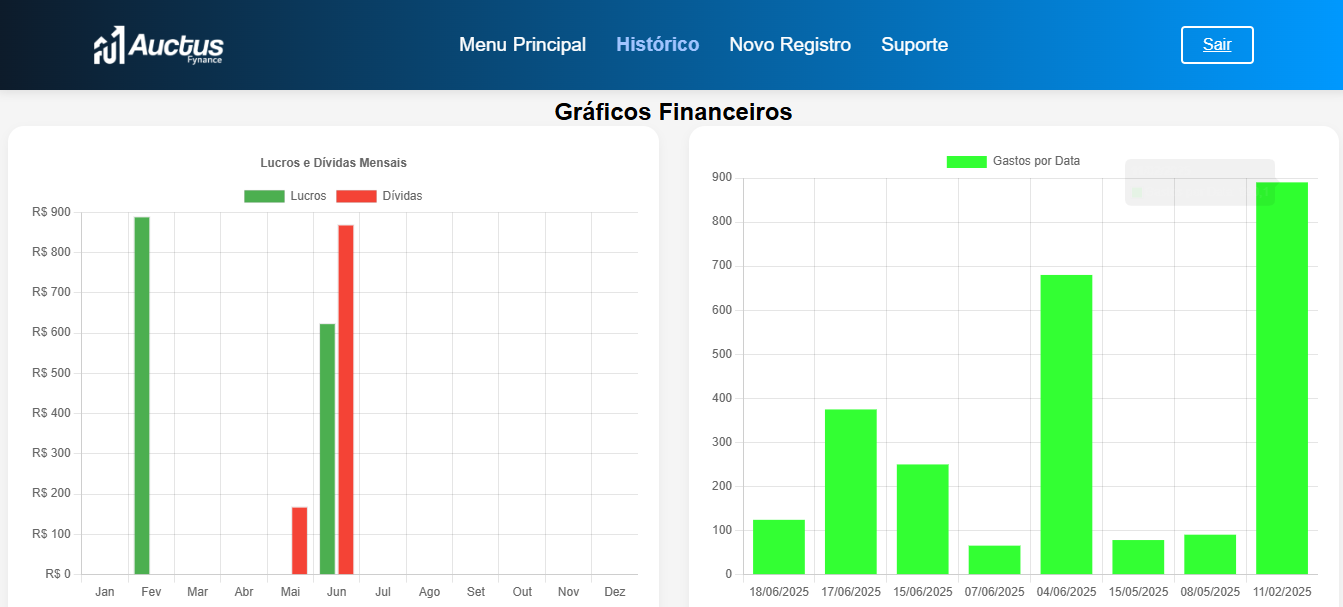 Auctus
Fynance
Menu Principal Histórico Novo Registro Suporte
Sair
Gráficos Financeiros
Lucros e Dívidas Mensais
Lucros Dívidas
R$ 900
R$ 800
R$ 700
R$ 600
R$ 500
R$ 400
R$ 300
R$ 200
R$ 100
R$ 0
Jan Fev Mar Abr Mai Jun Jul Ago Set Out Nov Dez
Gastos por Data
900
800
700
600
500
400
300
200
100
0
18/06/2025 17/06/2025 15/06/2025 07/06/2025 04/06/2025 15/05/2025 08/05/2025 11/02/2025